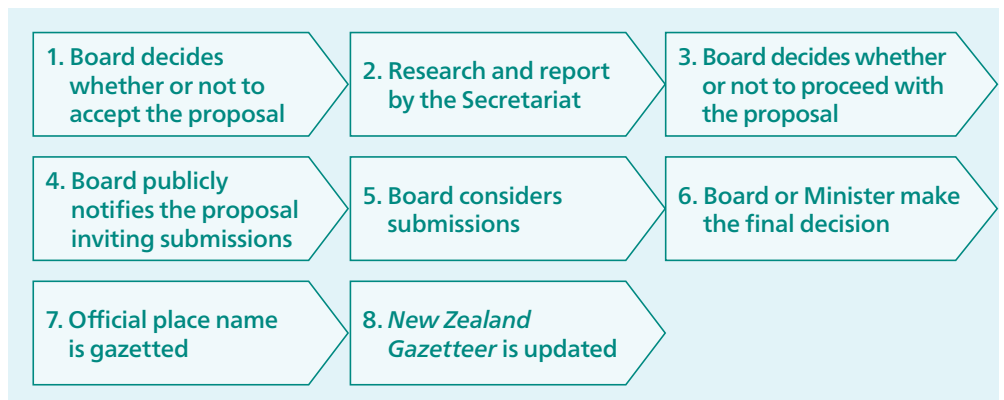 1. Board decides
whether or not to
accept the proposal
2. Research and report
by the Secretariat
3. Board decides whether
or not to proceed with
the proposal
4. Board publicly
notifies the proposal
inviting submissions
5. Board considers
submissions
6. Board or Minister make
the final decision
7. Official place name
is gazetted
8. New Zealand
Gazetteer is updated